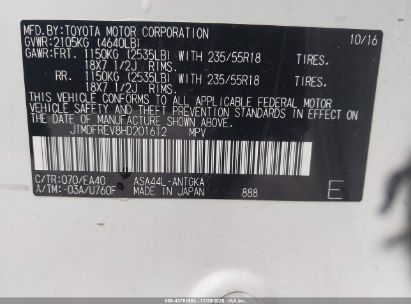 MFD.BY:TOYOTA MOTOR CORPORATION 10/16
GVWR:2105KG (4640LB)
GAWR:FRT. 1150KG (2535LB) WITH 235/55R18 TIRES.
18X7 1/2J RIMS.
RR. 1150KG (2535LB) WITH 235/55R18 TIRES.
18X7 1/2J RIMS.
THIS VEHICLE CONFORMS TO ALL APPLICABLE FEDERAL MOTOR
VEHICLE SAFETY, BUMPER, AND THEFT PREVENTION STANDARDS
IN EFFECT ON THE DATE OF MANUFACTURE SHOWN ABOVE.
JTMDFREV8HD201612 MPV
C/TR:070/EA40 ASA44L-ANTGKA
A/TM:-03A/U760F MADE IN JAPAN 888 E